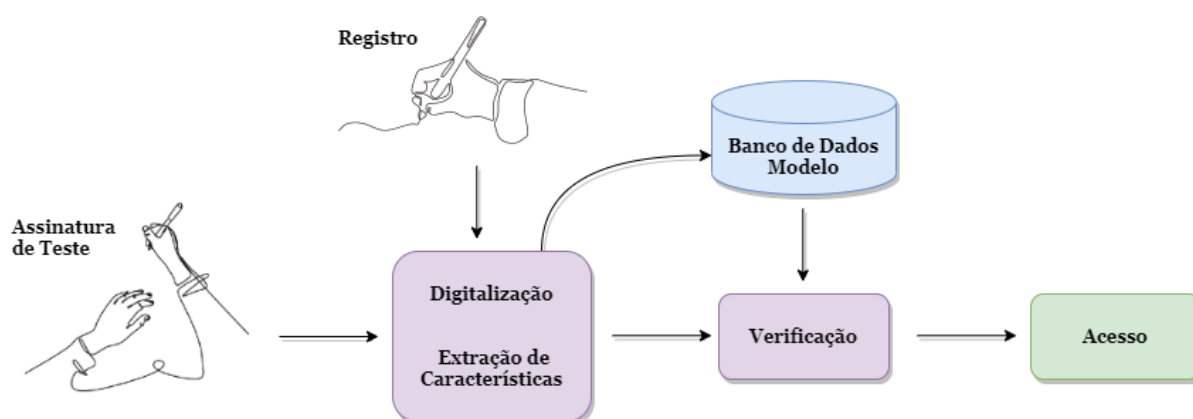 Registro
Banco de Dados
Modelo
Assinatura
de Teste
Digitalização
Extração de
Características
Verificação
Acesso